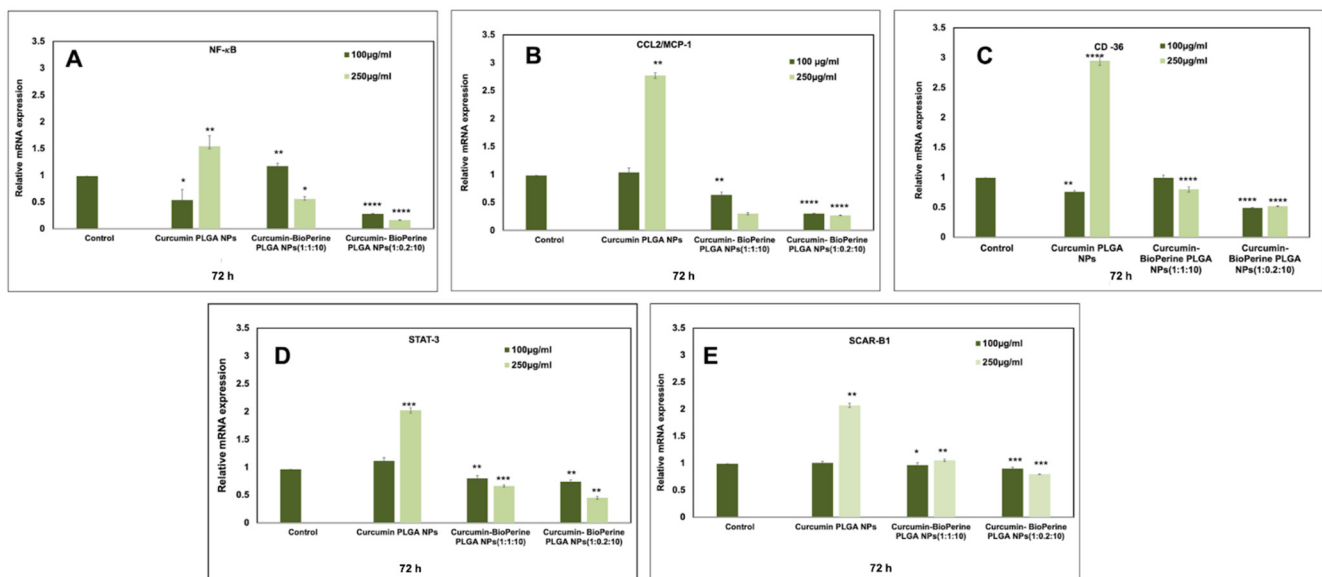 A
NF-κB
100µg/ml
250µg/ml
Relative mRNA expression
3.5
3
2.5
2
1.5
1
0.5
0
*
**
**
*
****
****
Control
Curcumin PLGA NPs
Curcumin-BioPerine
PLGA NPs(1:1:10)
Curcumin- BioPerine
PLGA NPs(1:0.2:10)
72 h
B
CCL2/MCP-1
100 µg/ml
250µg/ml
Relative mRNA expression
3.5
3
2.5
2
1.5
1
0.5
0
**
**
****
****
Control
Curcumin PLGA NPs
Curcumin-BioPerine
PLGA NPs(1:1:10)
Curcumin- BioPerine
PLGA NPs(1:0.2:10)
72 h
C
CD -36
100µg/ml
250µg/ml
Relative mRNA expression
3.5
3
2.5
2
1.5
1
0.5
0
**
****
****
****
****
Control
Curcumin PLGA
NPs
Curcumin-
BioPerine PLGA
NPs(1:1:10)
Curcumin-
BioPerine PLGA
NPs(1:0.2:10)
72 h
D
STAT-3
100µg/ml
250µg/ml
Relative mRNA expression
3.5
3
2.5
2
1.5
1
0.5
0
***
**
***
**
**
Control
Curcumin PLGA NPs
Curcumin-BioPerine
PLGA NPs(1:1:10)
Curcumin- BioPerine
PLGA NPs(1:0.2:10)
72 h
E
SCAR-B1
100µg/ml
250µg/ml
Relative mRNA expression
3.5
3
2.5
2
1.5
1
0.5
0
**
*
**
***
***
Control
Curcumin PLGA NPs
Curcumin-BioPerine
PLGA NPs(1:1:10)
Curcumin- BioPerine
PLGA NPs(1:0.2:10)
72 h